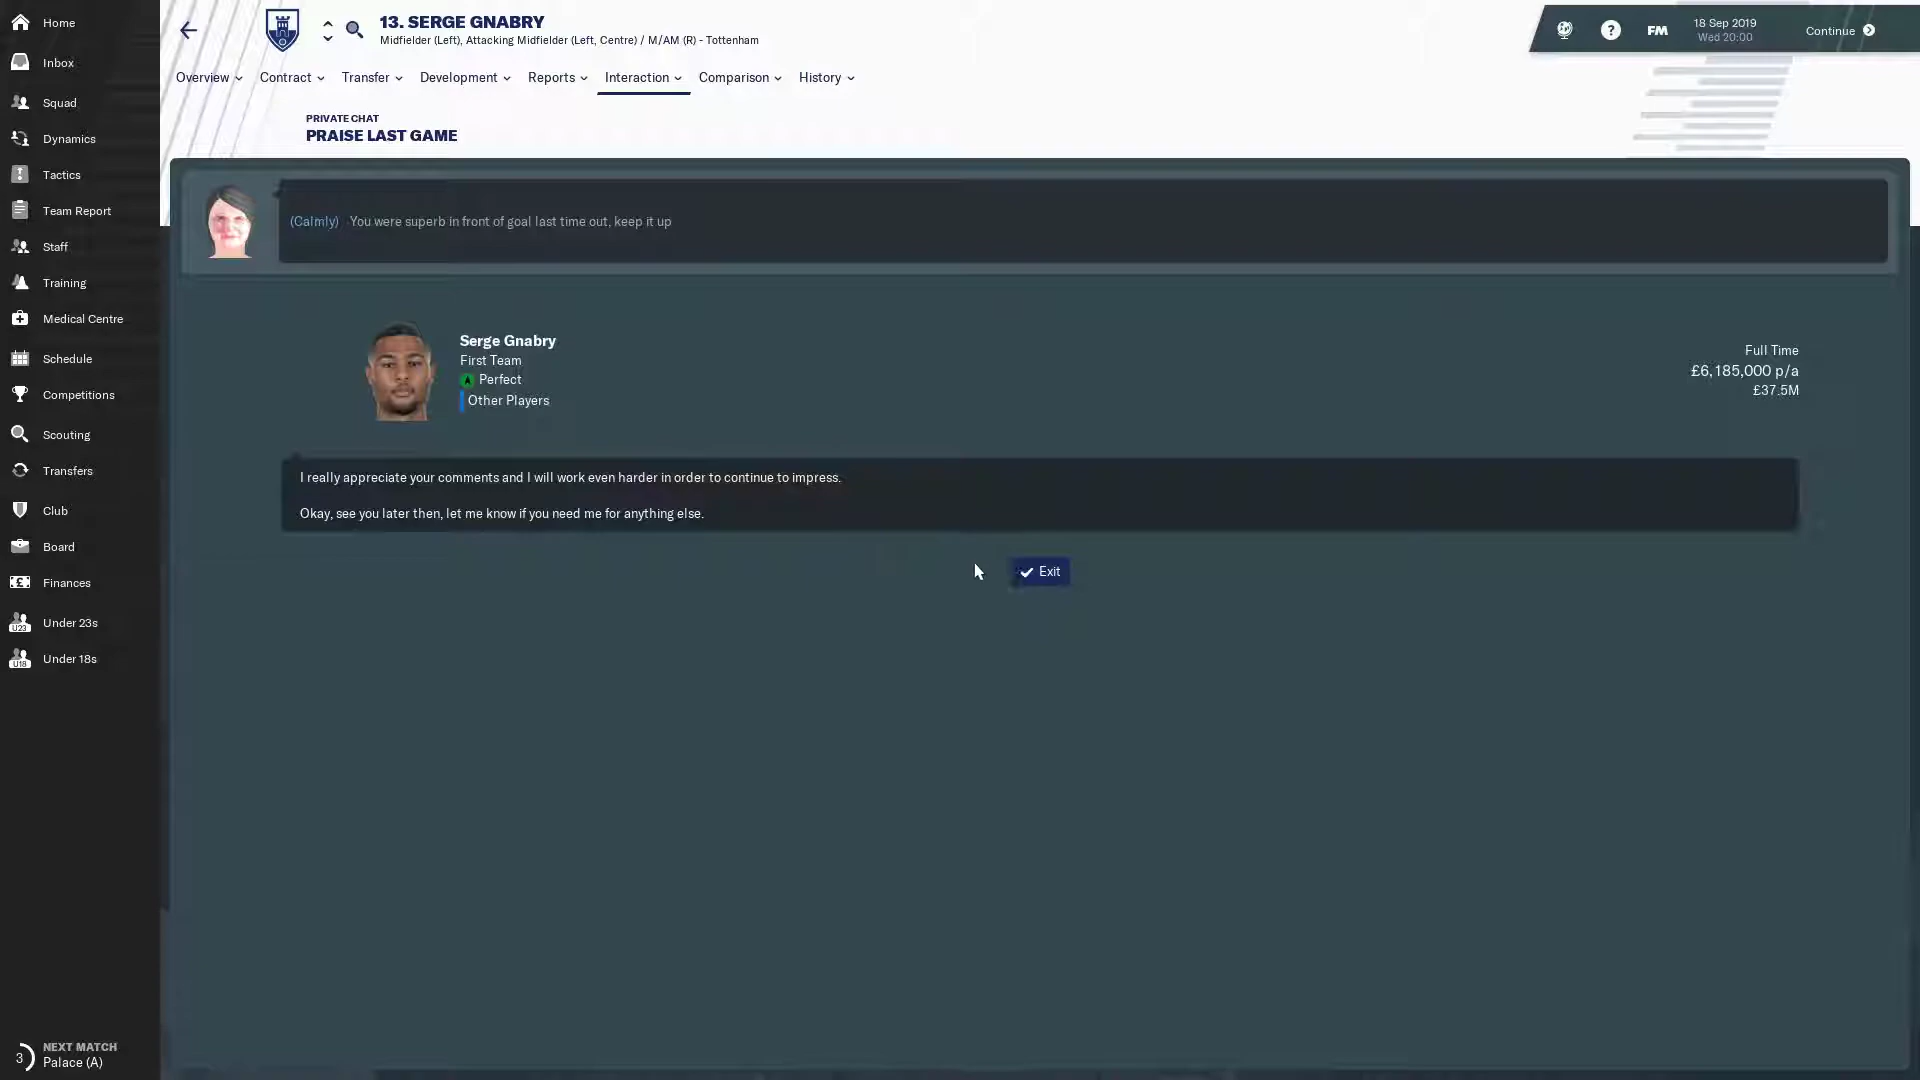 Home
Inbox
Squad
Dynamics
Tactics
Team Report
Staff
Training
Medical Centre
Schedule
Competitions
Scouting
Transfers
Club
Board
Finances
U23 Under 23s
U18 Under 18s
3 NEXT MATCH
Palace (A)
13. SERGE GNABRY
Midfielder (Left), Attacking Midfielder (Left, Centre) / M/AM (R) - Tottenham
? FM
18 Sep 2019
Wed 20:00
Continue
Overview Contract Transfer Development Reports Interaction Comparison History
PRIVATE CHAT
PRAISE LAST GAME
(Calmly) You were superb in front of goal last time out, keep it up
Serge Gnabry
First Team
Perfect
Other Players
Full Time
£6,185,000 p/a
£37.5M
I really appreciate your comments and I will work even harder in order to continue to impress.
Okay, see you later then, let me know if you need me for anything else.
Exit